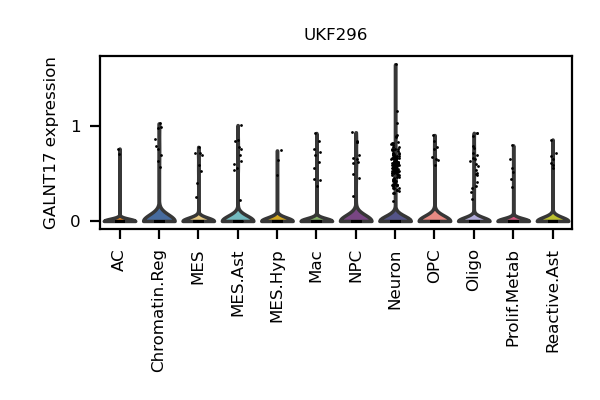 UKF296
GALNT17 expression
1
0
AC
Chromatin.Reg
MES
MES.Ast
MES.Hyp
Mac
NPC
Neuron
OPC
Oligo
Prolif.Metab
Reactive.Ast